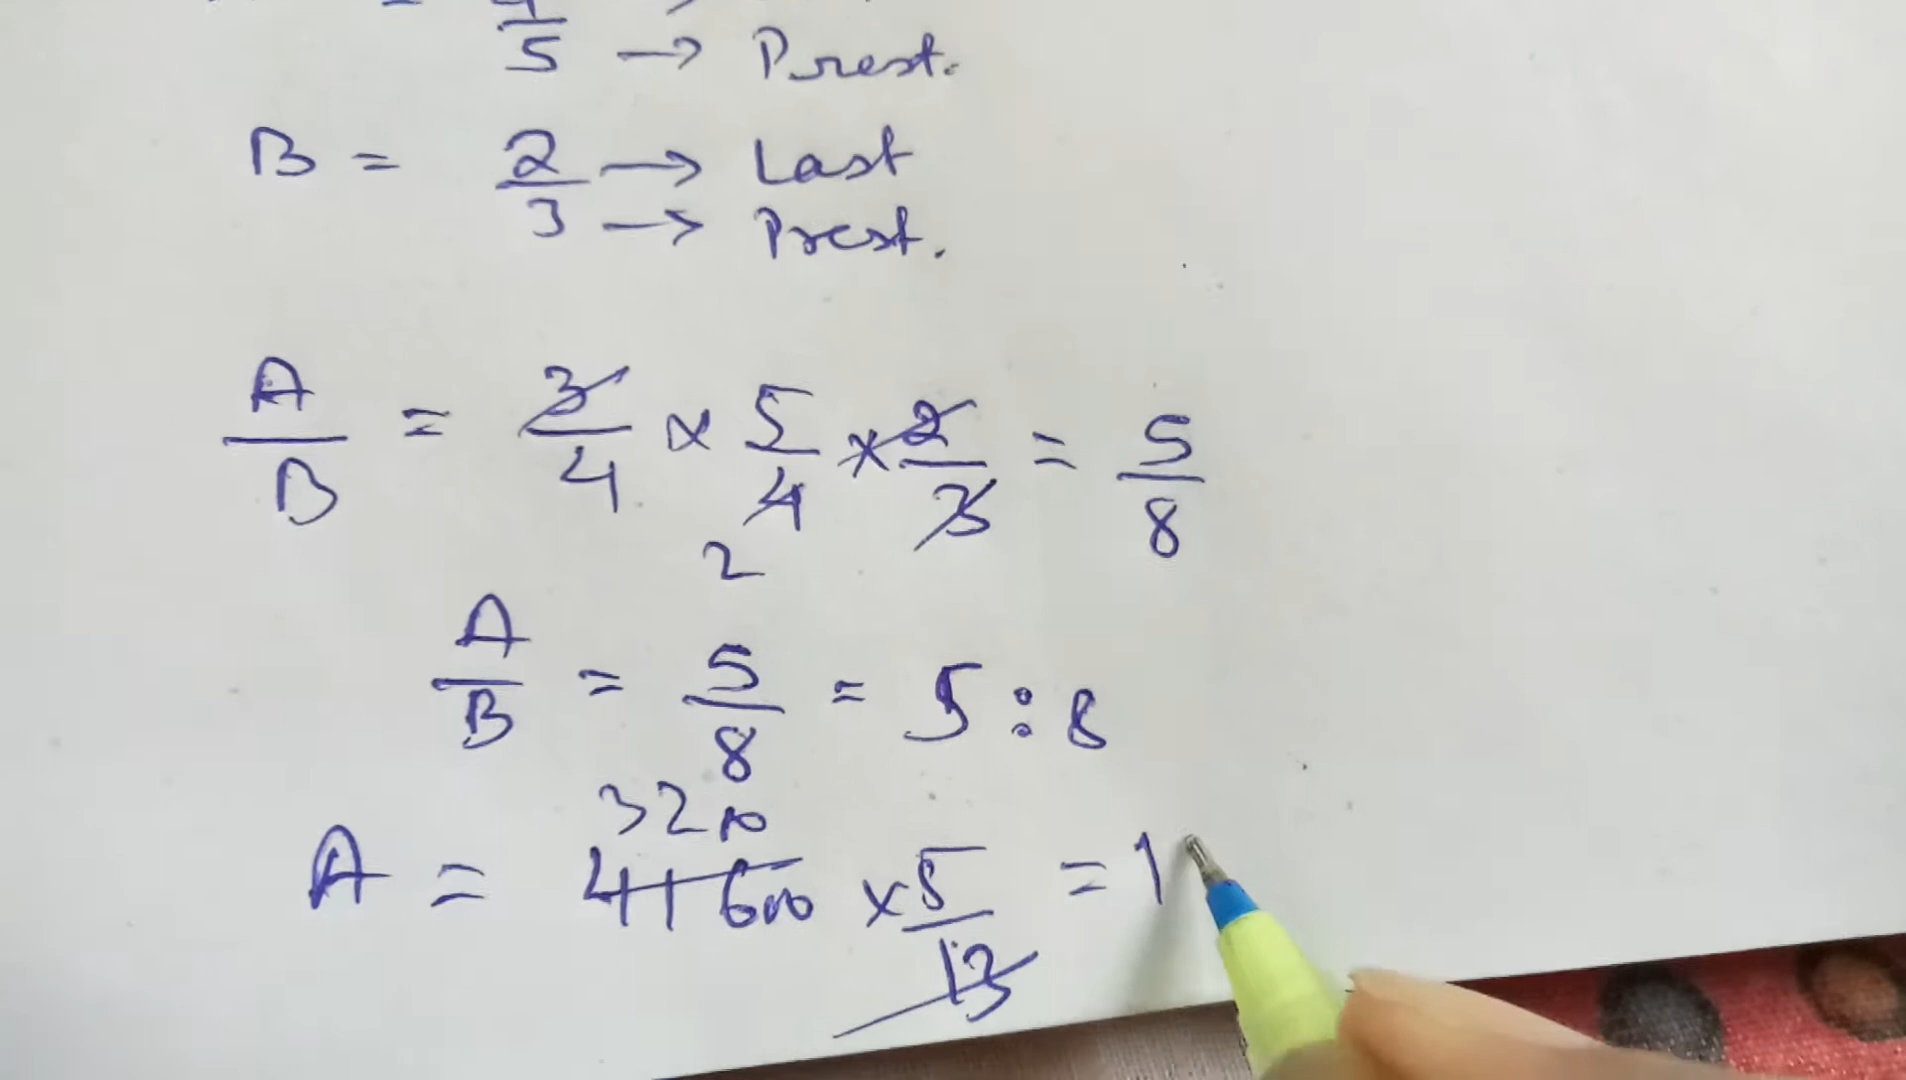 = 4/5 → Prest.
B = 2/3 → Last
→ Prest.
A/B = 3/4 × 5/4 × 2/3 = 5/8
2
A/B = 5/8 = 5 : 8
3200
A = 41600 × 5/13 = 1